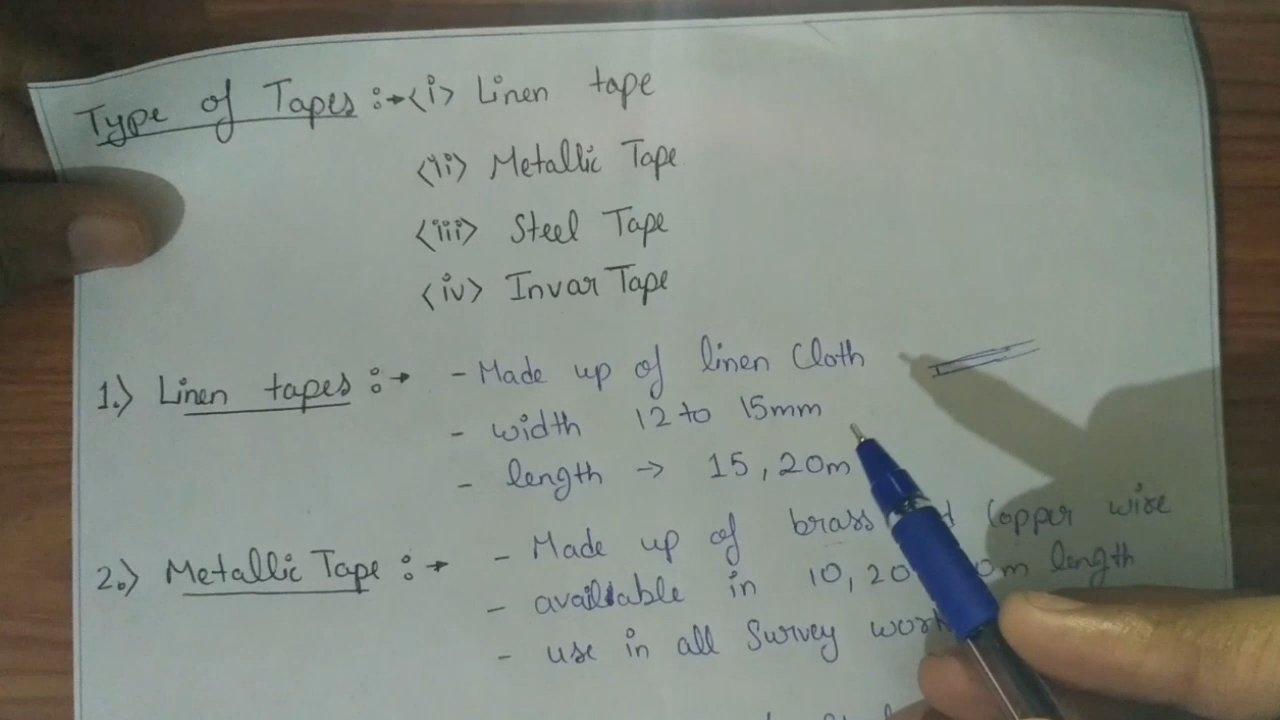 Type of Tapes :→ <i> Linen tape
<ii> Metallic Tape
<iii> Steel Tape
<iv> Invar Tape
1.) Linen tapes :→ - Made up of linen Cloth
- width 12 to 15mm
- length → 15, 20m
2.) Metallic Tape :→ - Made up of brass Copper wire
- available in 10, 20 length
- use in all Survey work